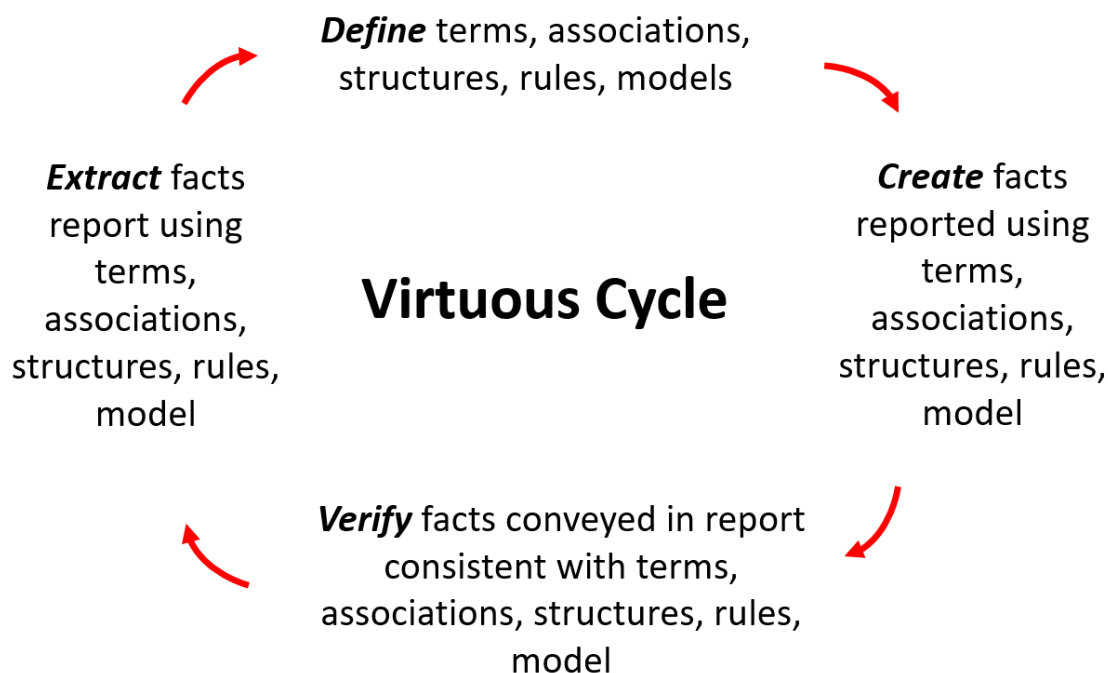 Define terms, associations,
structures, rules, models
Create facts
reported using
terms,
associations,
structures, rules,
model
Verify facts conveyed in report
consistent with terms,
associations, structures, rules,
model
Extract facts
report using
terms,
associations,
structures, rules,
model
Virtuous Cycle